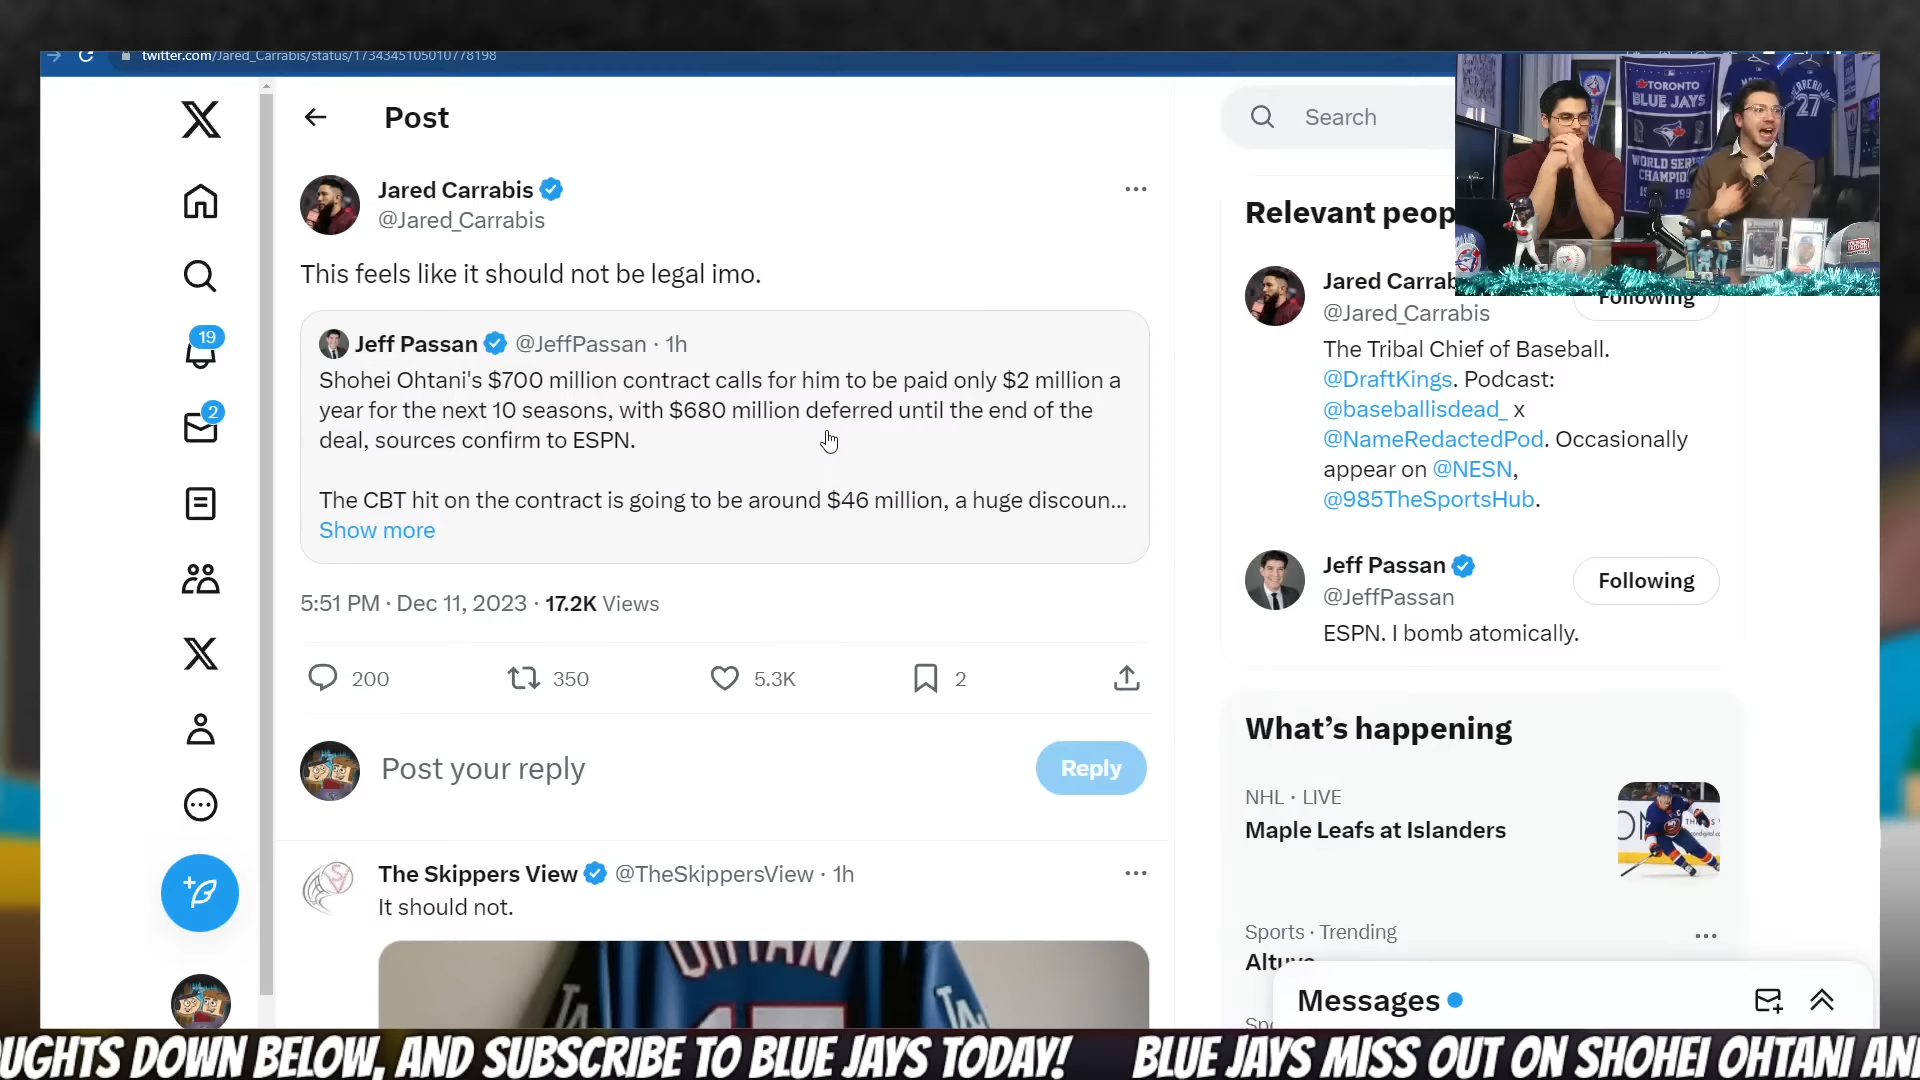 twitter.com/Jared_Carrabis/status/1734345105010778198
Post
Search
TORONTO
BLUE JAYS
WORLD SERIES
27
Jared Carrabis
@Jared_Carrabis
This feels like it should not be legal imo.
Jeff Passan @JeffPassan · 1h
Shohei Ohtani's $700 million contract calls for him to be paid only $2 million a
year for the next 10 seasons, with $680 million deferred until the end of the
deal, sources confirm to ESPN.
The CBT hit on the contract is going to be around $46 million, a huge discoun...
Show more
5:51 PM · Dec 11, 2023 · 17.2K Views
200 350 5.3K 2
19
2
Post your reply
Reply
The Skippers View @TheSkippersView · 1h
It should not.
OHTANI
LA
LA
Relevant peop
Jared Carrab
@Jared_Carrabis
Following
The Tribal Chief of Baseball.
@DraftKings. Podcast:
@baseballisdead_ x
@NameRedactedPod. Occasionally
appear on @NESN,
@985TheSportsHub.
Jeff Passan
@JeffPassan
Following
ESPN. I bomb atomically.
What's happening
NHL · LIVE
Maple Leafs at Islanders
Sports · Trending
Altuve
Messages
OUGHTS DOWN BELOW, AND SUBSCRIBE TO BLUE JAYS TODAY! BLUE JAYS MISS OUT ON SHOHEI OHTANI AN